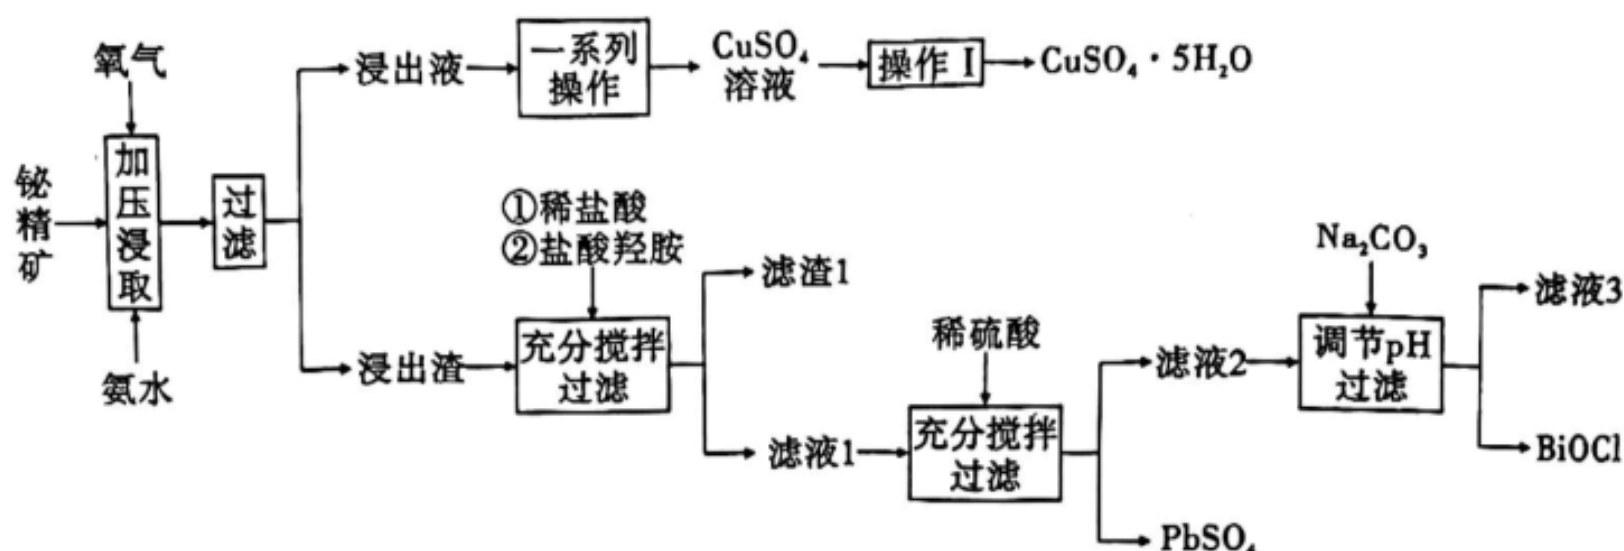 氧气
铋
精
矿
加
压
浸
取
氨水
过
滤
浸出液
一系列
操作
CuSO₄
溶液
操作 I
CuSO₄·5H₂O
浸出渣
①稀盐酸
②盐酸羟胺
充分搅拌
过滤
滤渣1
滤液1
稀硫酸
充分搅拌
过滤
滤液2
PbSO₄
Na₂CO₃
调节pH
过滤
滤液3
BiOCl